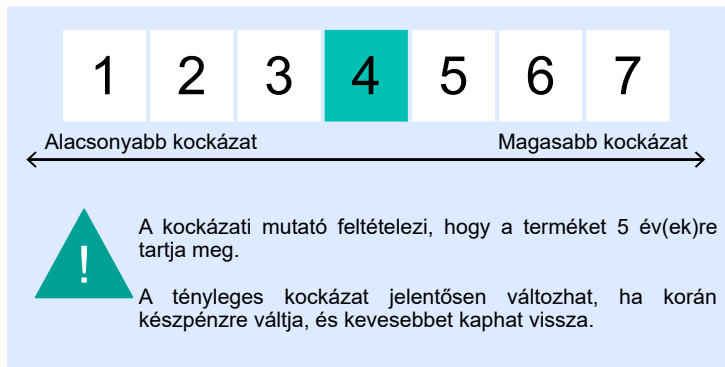 1 2 3 4 5 6 7
Alacsonyabb kockázat Magasabb kockázat
!
A kockázati mutató feltételezi, hogy a terméket 5 év(ek)re
tartja meg.
A tényleges kockázat jelentősen változhat, ha korán
készpénzre váltja, és kevesebbet kaphat vissza.